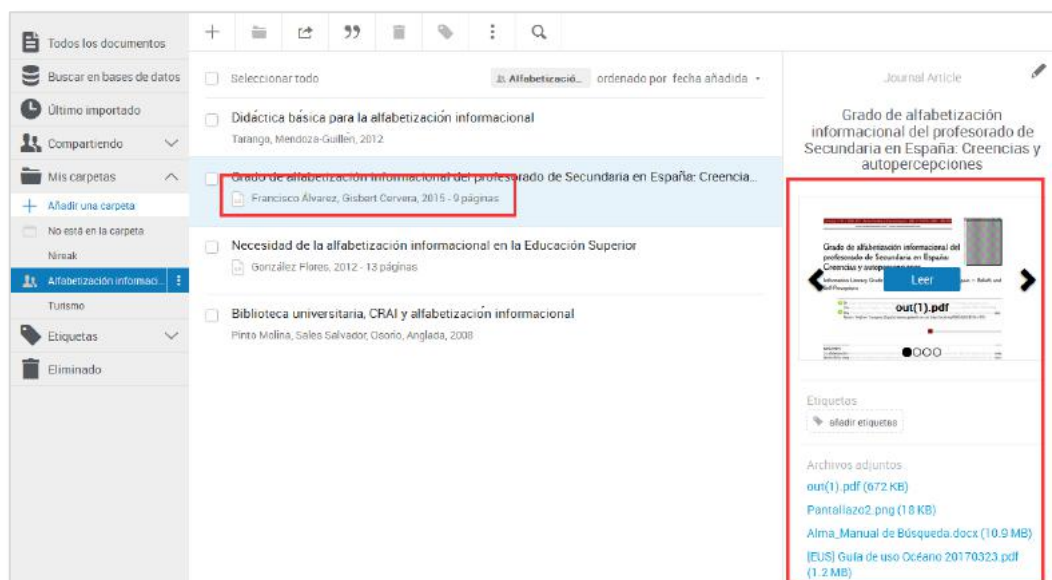 Todos los documentos
Buscar en bases de datos
Último importado
Compartiendo
Mis carpetas
Añadir una carpeta
No está en la carpeta
Alfabetización informaci...
Turismo
Etiquetas
Eliminado
Seleccionar todo
Alfabetizació...
ordenado por fecha añadida
Didáctica básica para la alfabetización informacional
Taranga, Mendoza-Guillén, 2012
Grado de alfabetización informacional del profesorado de Secundaria en España: Creencia...
Francisco Álvarez, Gisbert Cervera, 2015 - 9 páginas
Necesidad de la alfabetización informacional en la Educación Superior
González Flores, 2012 - 13 páginas
Biblioteca universitaria, CRAI y alfabetización informacional
Pinto Molina, Sales Salvador, Osorio, Anglada, 2008
Journal Article
Grado de alfabetización
informacional del profesorado de
Secundaria en España: Creencias y
autopercepciones
Grado de alfabetización informacional del
profesorado de Secundaria en España:
Creencias y
Leer
out(1).pdf
Etiquetas
añadir etiquetas
Archivos adjuntos
out(1).pdf (672 KB)
Pantallazo2.png (18 KB)
Alma_Manual de Búsqueda.docx (10.9 MB)
[EUS] Guía de uso Océano 20170323.pdf
(1.2 MB)